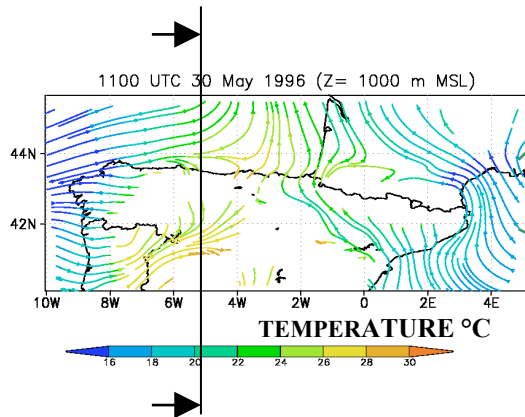 1100 UTC 30 May 1996 (Z= 1000 m MSL)
44N
42N
10W 8W 6W 4W 2W 0 2E 4E
TEMPERATURE °C
16 18 20 22 24 26 28 30